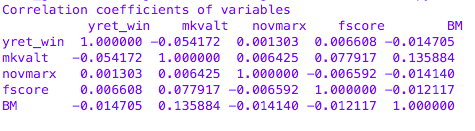 Correlation coefficients of variables
yret_win mkvalt novmarx fscore BM
yret_win 1.000000 -0.054172 0.001303 0.006608 -0.014705
mkvalt -0.054172 1.000000 0.006425 0.077917 0.135884
novmarx 0.001303 0.006425 1.000000 -0.006592 -0.014140
fscore 0.006608 0.077917 -0.006592 1.000000 -0.012117
BM -0.014705 0.135884 -0.014140 -0.012117 1.000000